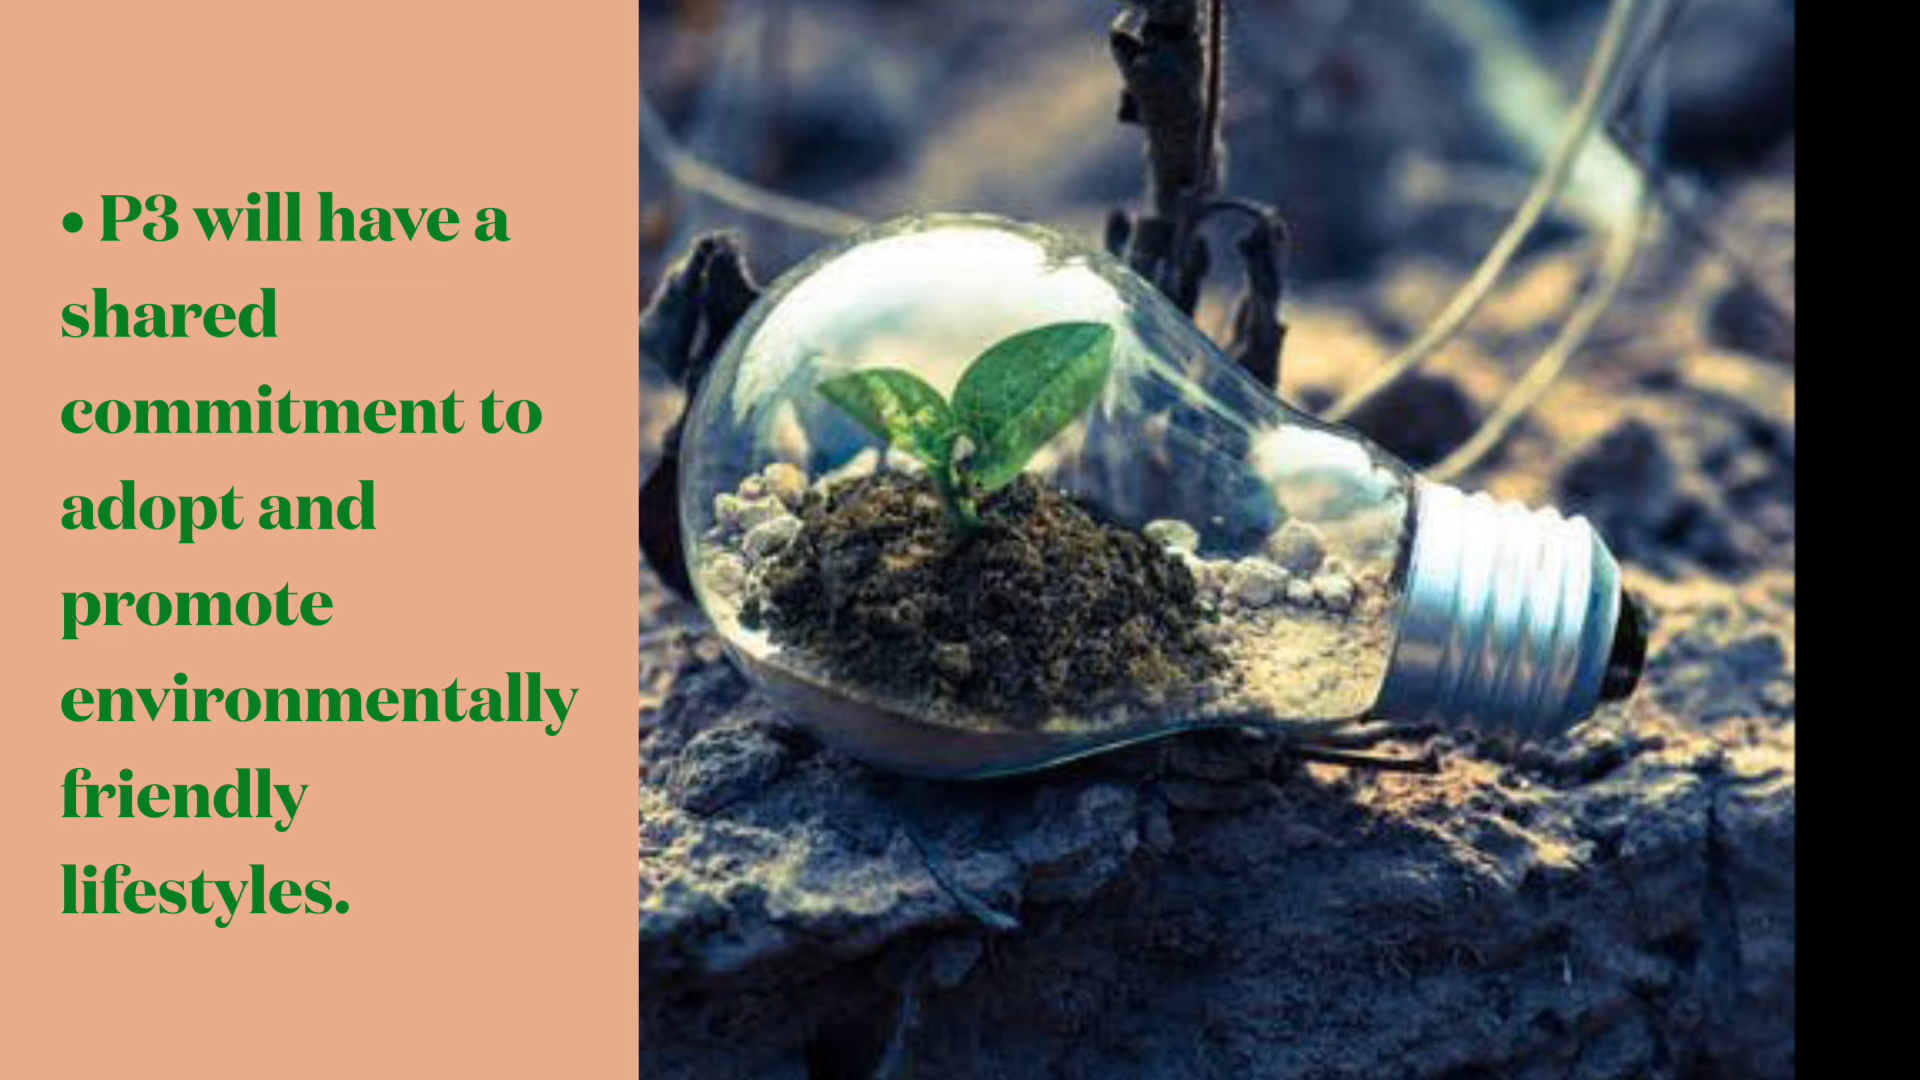 • P3 will have a
shared
commitment to
adopt and
promote
environmentally
friendly
lifestyles.